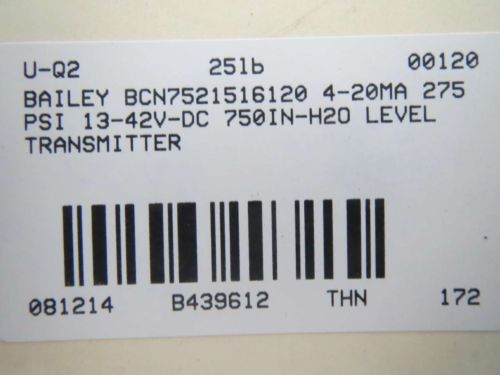 U-Q2 251b 00120
BAILEY BCN7521516120 4-20MA 275
PSI 13-42V-DC 750IN-H2O LEVEL
TRANSMITTER
081214 B439612 THN 172